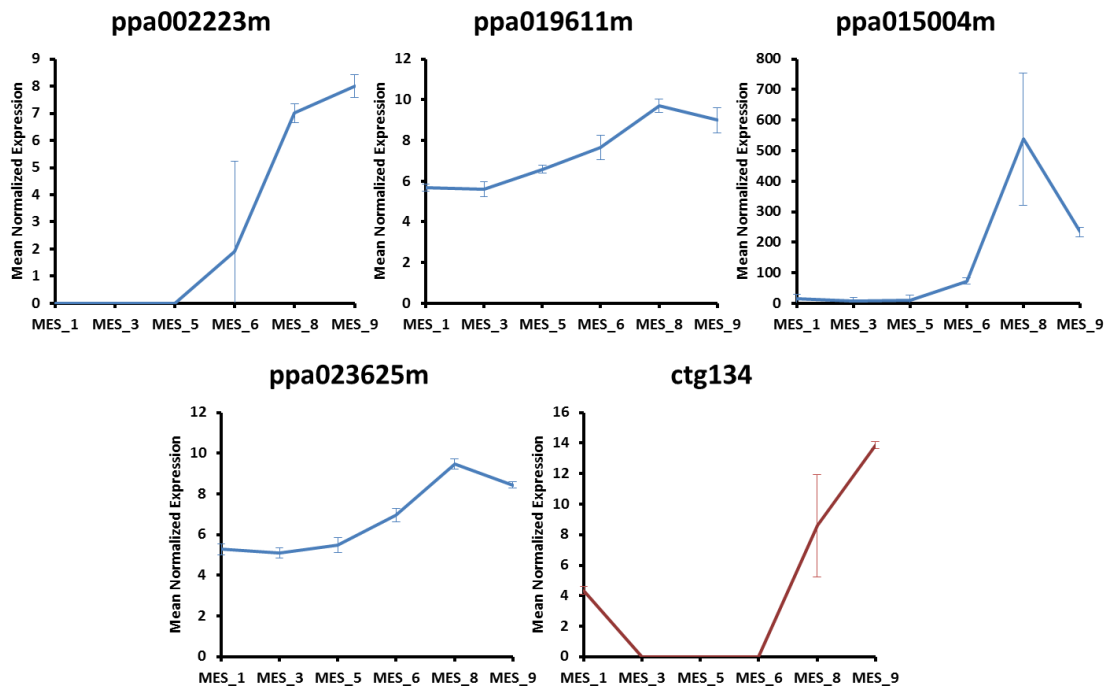 ppa002223m
ppa019611m
ppa015004m
Mean Normalized Expression
9
8
7
6
5
4
3
2
1
0
MES_1 MES_3 MES_5 MES_6 MES_8 MES_9
Mean Normalized Expression
12
10
8
6
4
2
0
MES_1 MES_3 MES_5 MES_6 MES_8 MES_9
Mean Normalized Expression
800
700
600
500
400
300
200
100
0
MES_1 MES_3 MES_5 MES_6 MES_8 MES_9
ppa023625m
ctg134
Mean Normalized Expression
12
10
8
6
4
2
0
MES_1 MES_3 MES_5 MES_6 MES_8 MES_9
Mean Normalized Expression
16
14
12
10
8
6
4
2
0
MES_1 MES_3 MES_5 MES_6 MES_8 MES_9